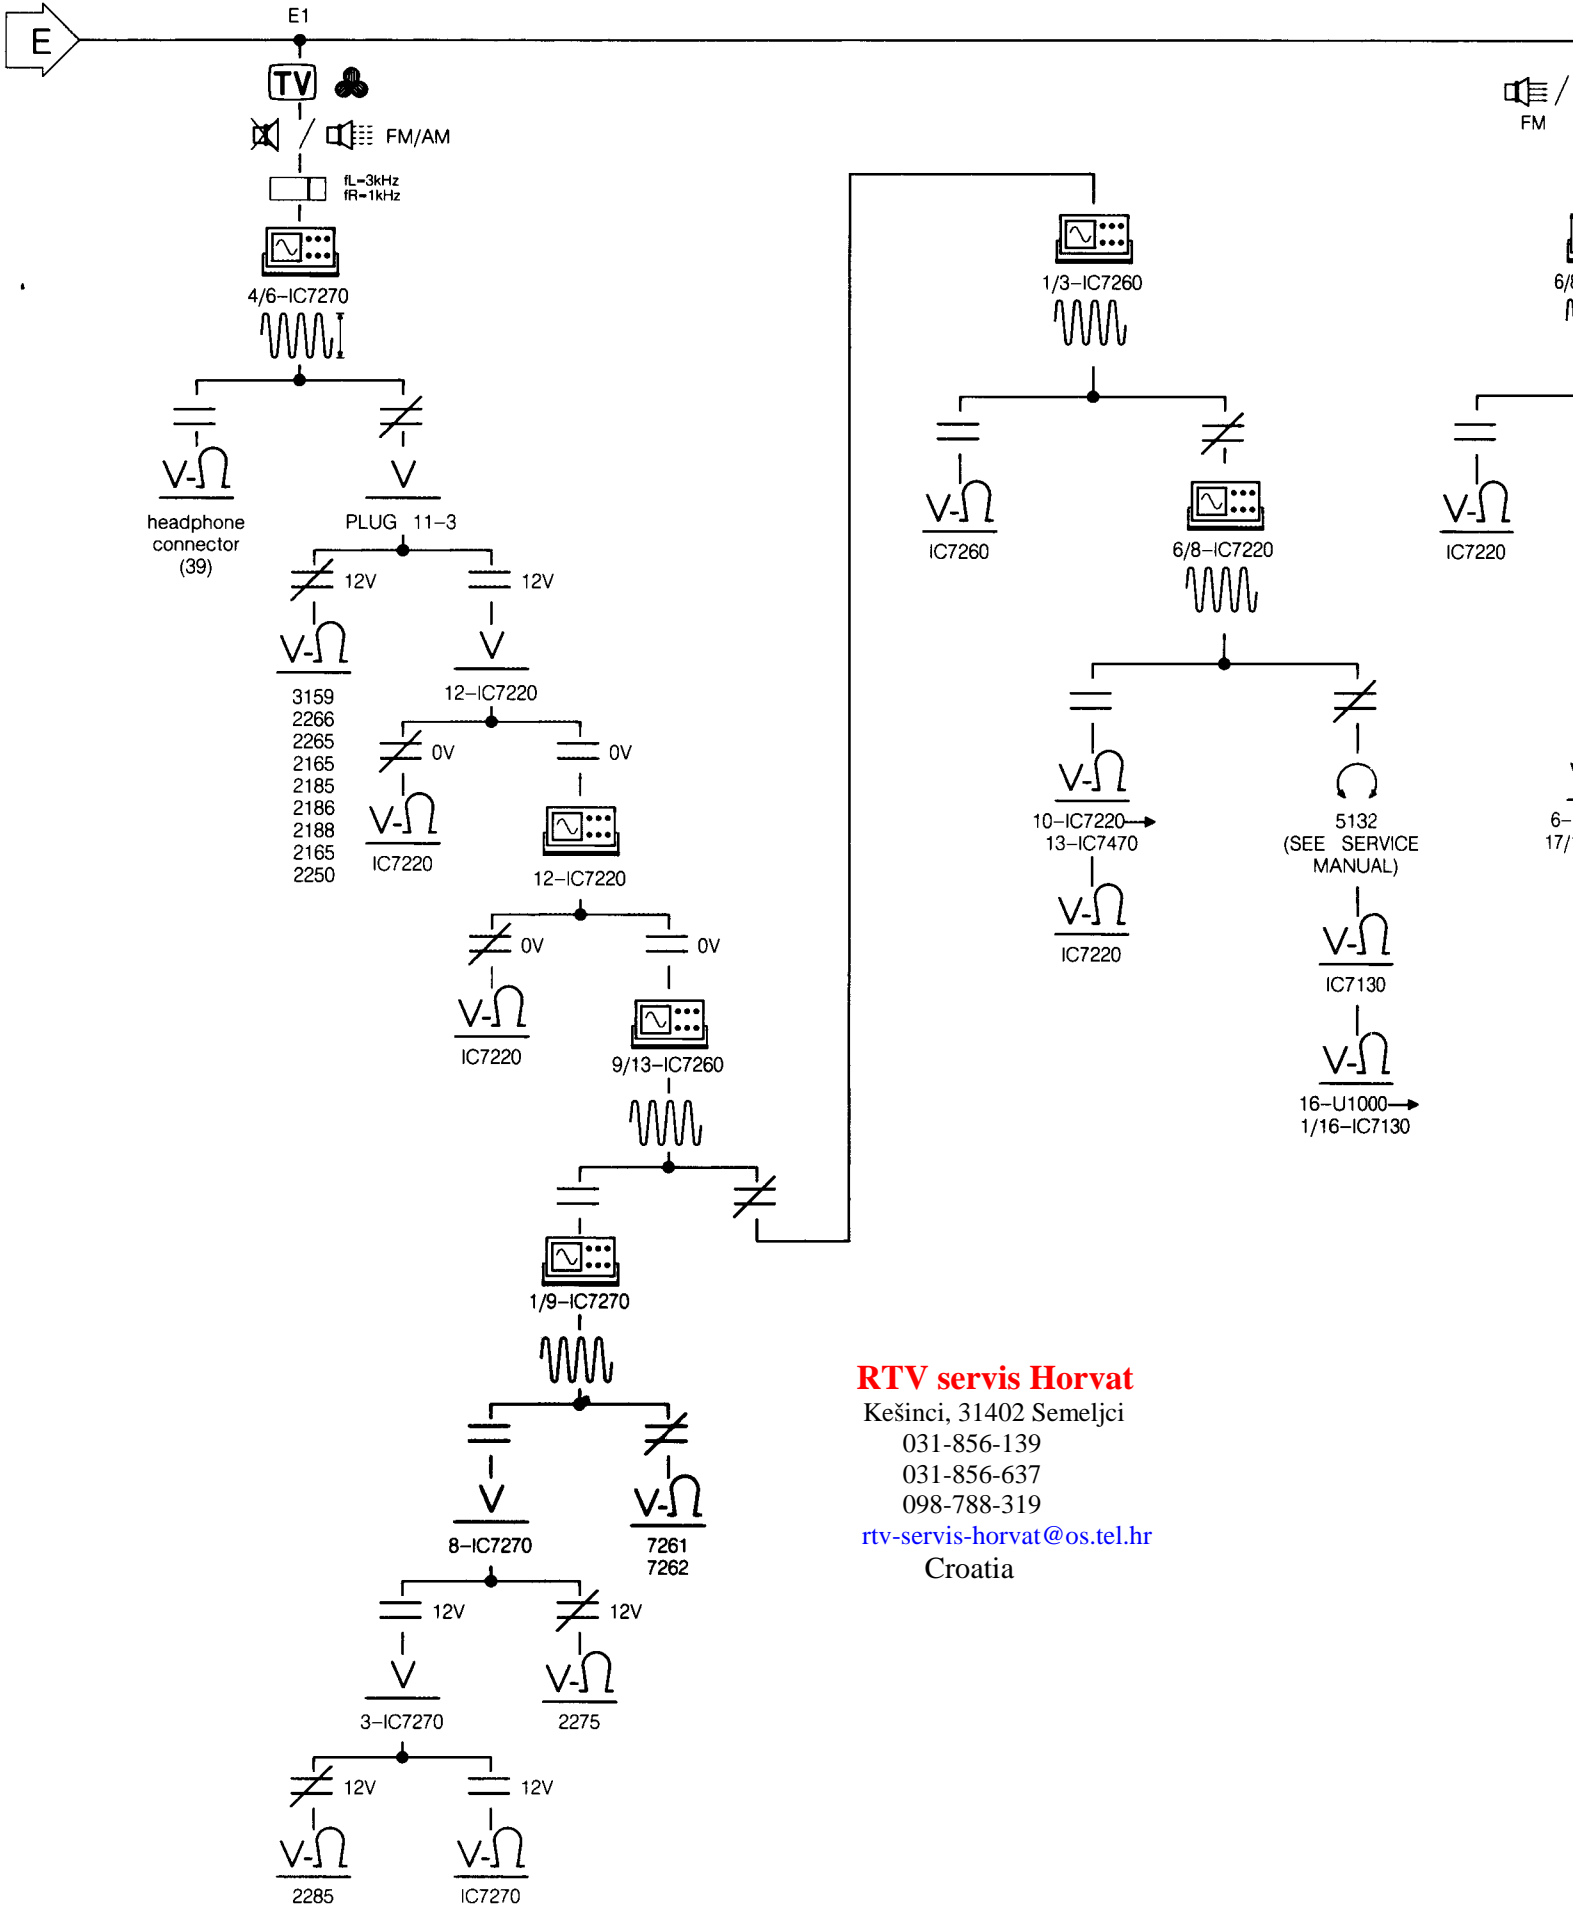 E
E1
TV
FM/AM
fL=3kHz
fR=1kHz
4/6-IC7270
V-Ω
headphone
connector
(39)
V
PLUG 11-3
12V
12V
V-Ω
3159
2266
2265
2165
2185
2186
2188
2165
2250
V
12-IC7220
0V
0V
V-Ω
IC7220
12-IC7220
0V
0V
V-Ω
IC7220
9/13-IC7260
1/9-IC7270
V
8-IC7270
V-Ω
7261
7262
12V
12V
V
3-IC7270
V-Ω
2275
12V
12V
V-Ω
2285
V-Ω
IC7270
1/3-IC7260
V-Ω
IC7260
6/8-IC7220
V-Ω
10-IC7220→
13-IC7470
V-Ω
IC7220
5132
(SEE SERVICE
MANUAL)
V-Ω
IC7130
V-Ω
16-U1000→
1/16-IC7130
/
FM
V-Ω
IC7220
6-
17/
RTV servis Horvat
Kešinci, 31402 Semeljci
031-856-139
031-856-637
098-788-319
rtv-servis-horvat@os.tel.hr
Croatia